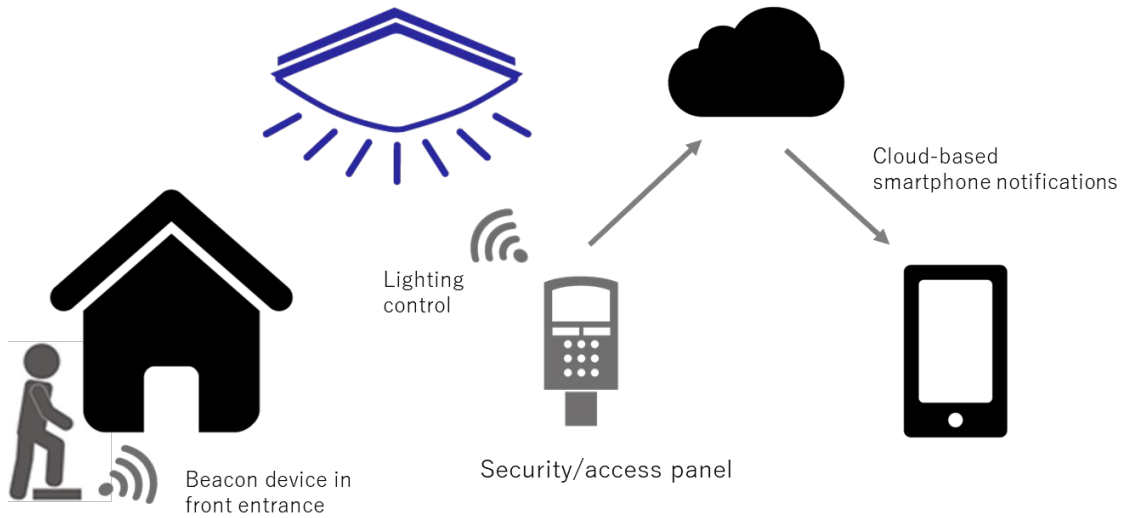 Cloud-based
smartphone notifications
Lighting
control
Security/access panel
Beacon device in
front entrance